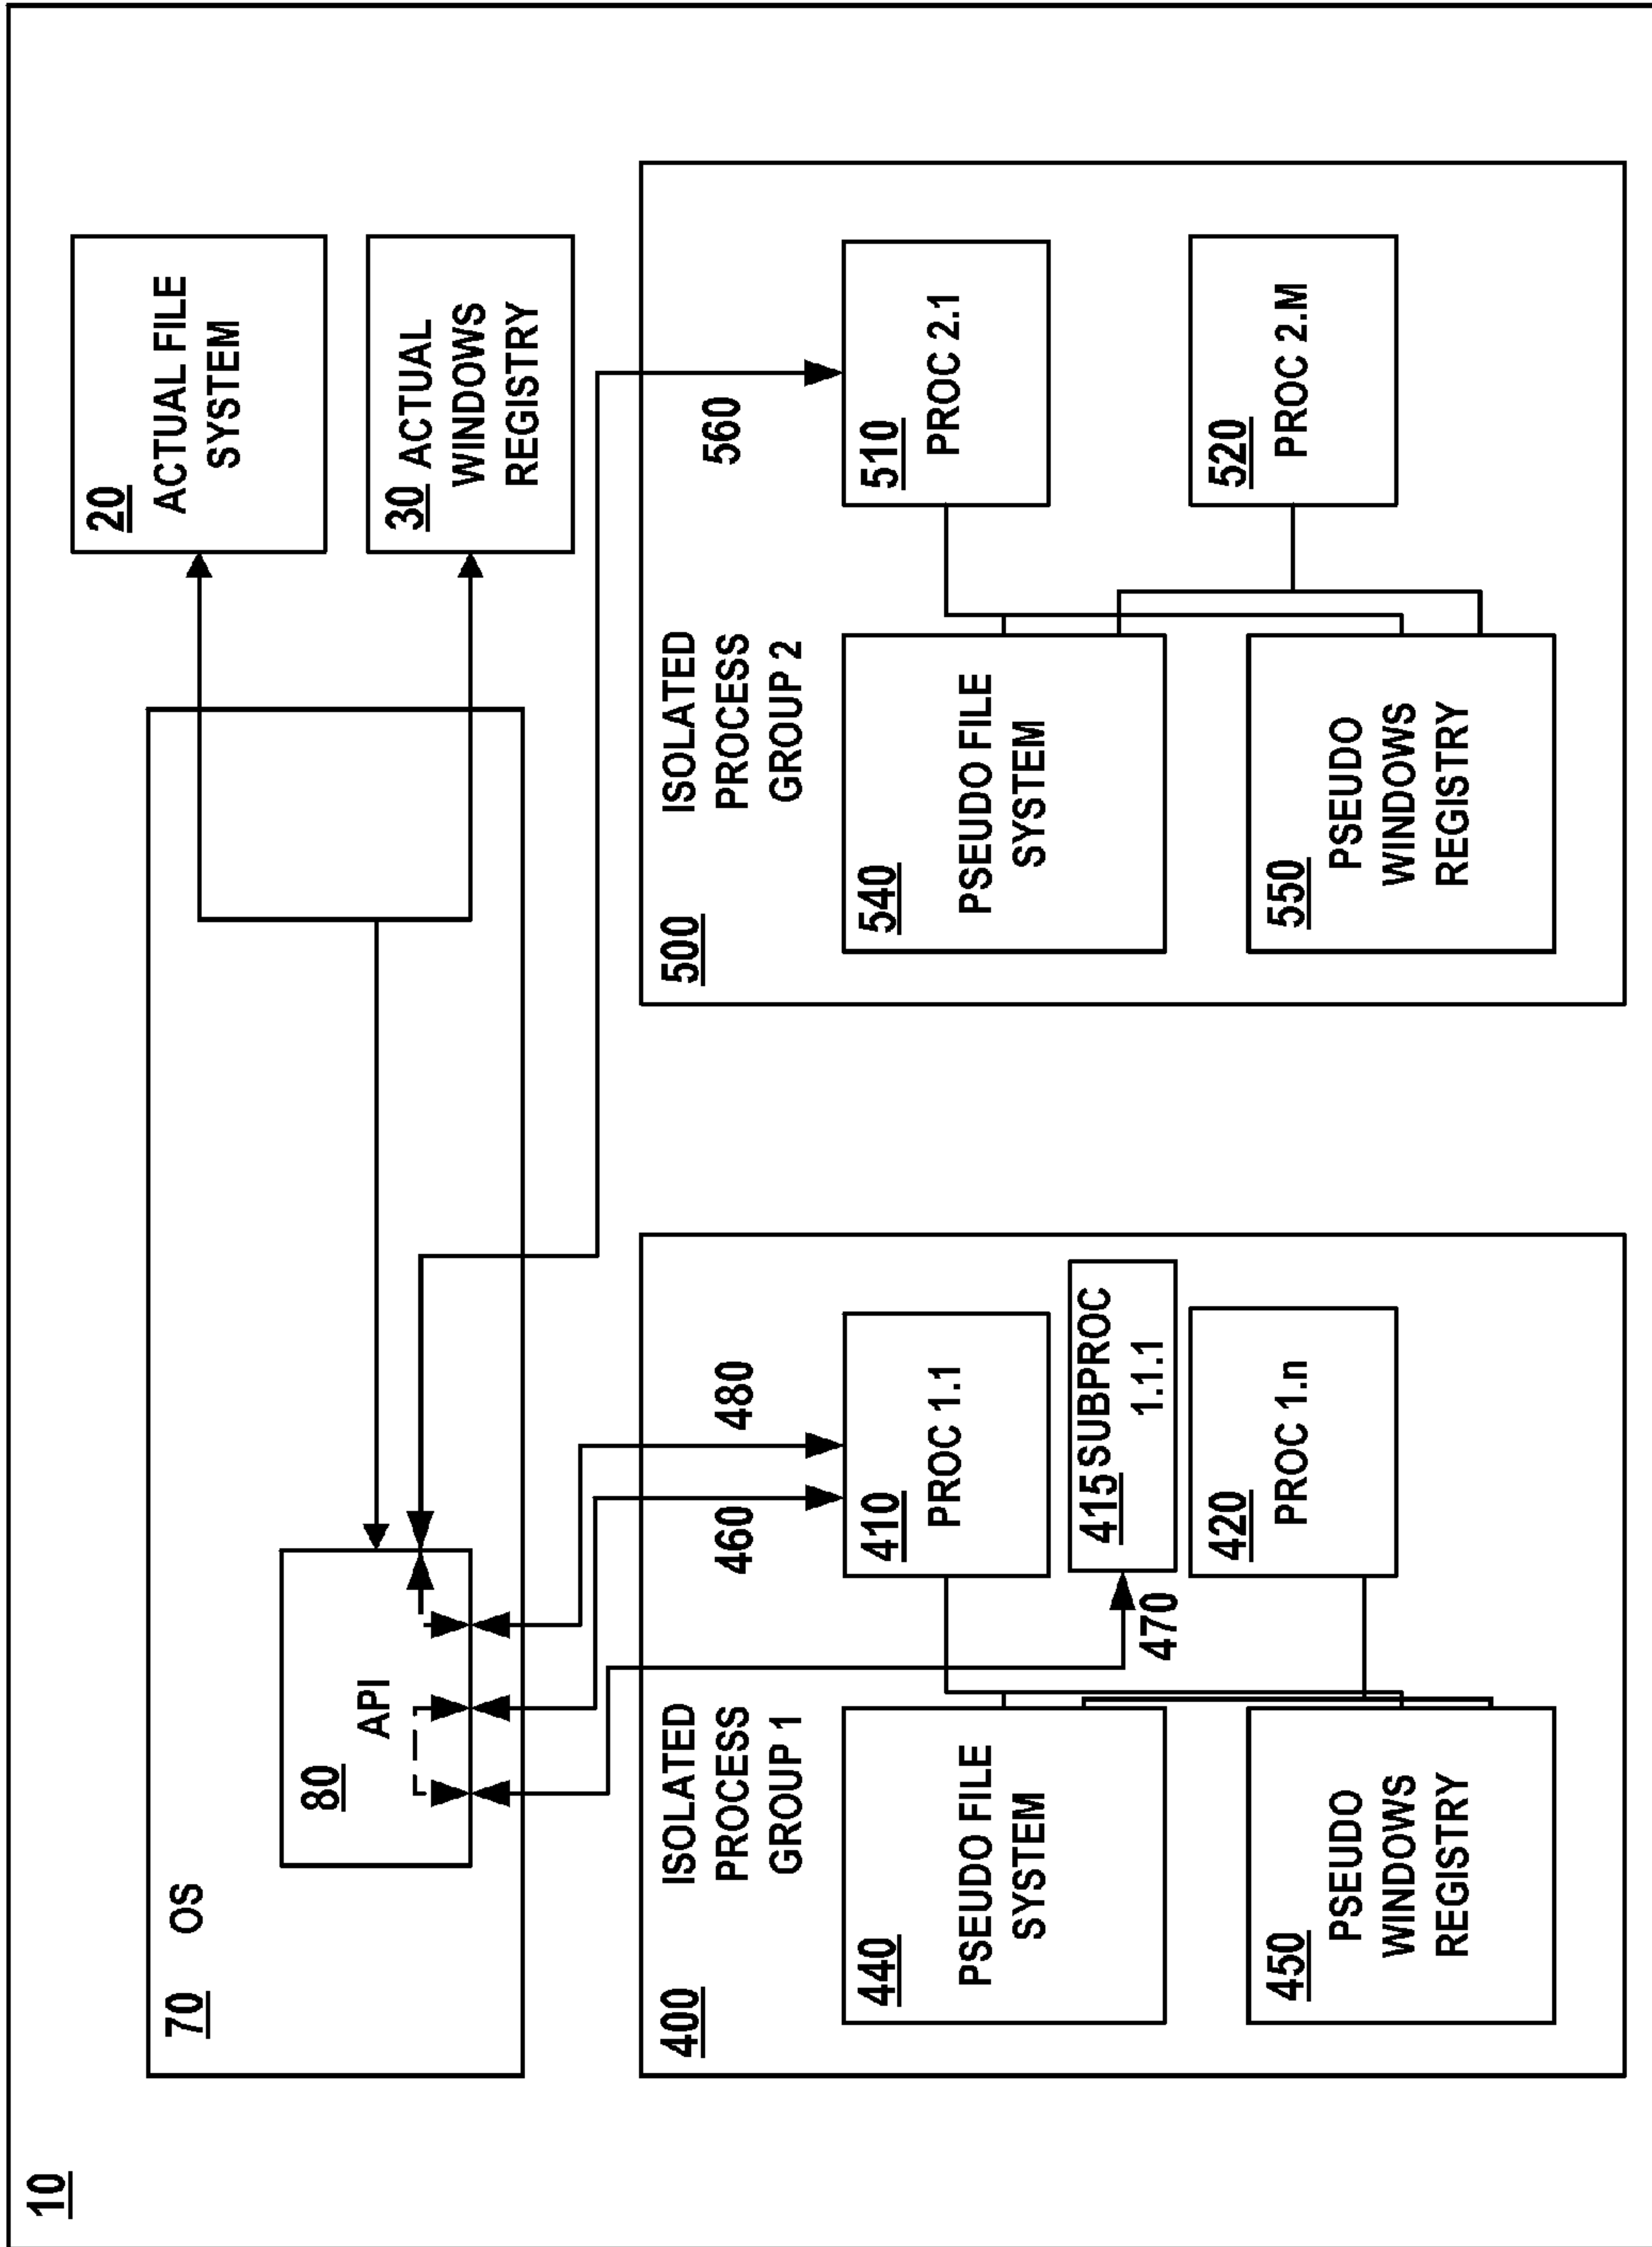 10
70 OS
80
API
20
ACTUAL FILE
SYSTEM
30 ACTUAL
WINDOWS
REGISTRY
400
ISOLATED
PROCESS
GROUP 1
460
480
410
PROC 1.1
415 SUBPROC
1.1.1
470
420
PROC 1.n
440
PSEUDO FILE
SYSTEM
450
PSEUDO
WINDOWS
REGISTRY
500
ISOLATED
PROCESS
GROUP 2
560
510
PROC 2.1
520
PROC 2.M
540
PSEUDO FILE
SYSTEM
550
PSEUDO
WINDOWS
REGISTRY